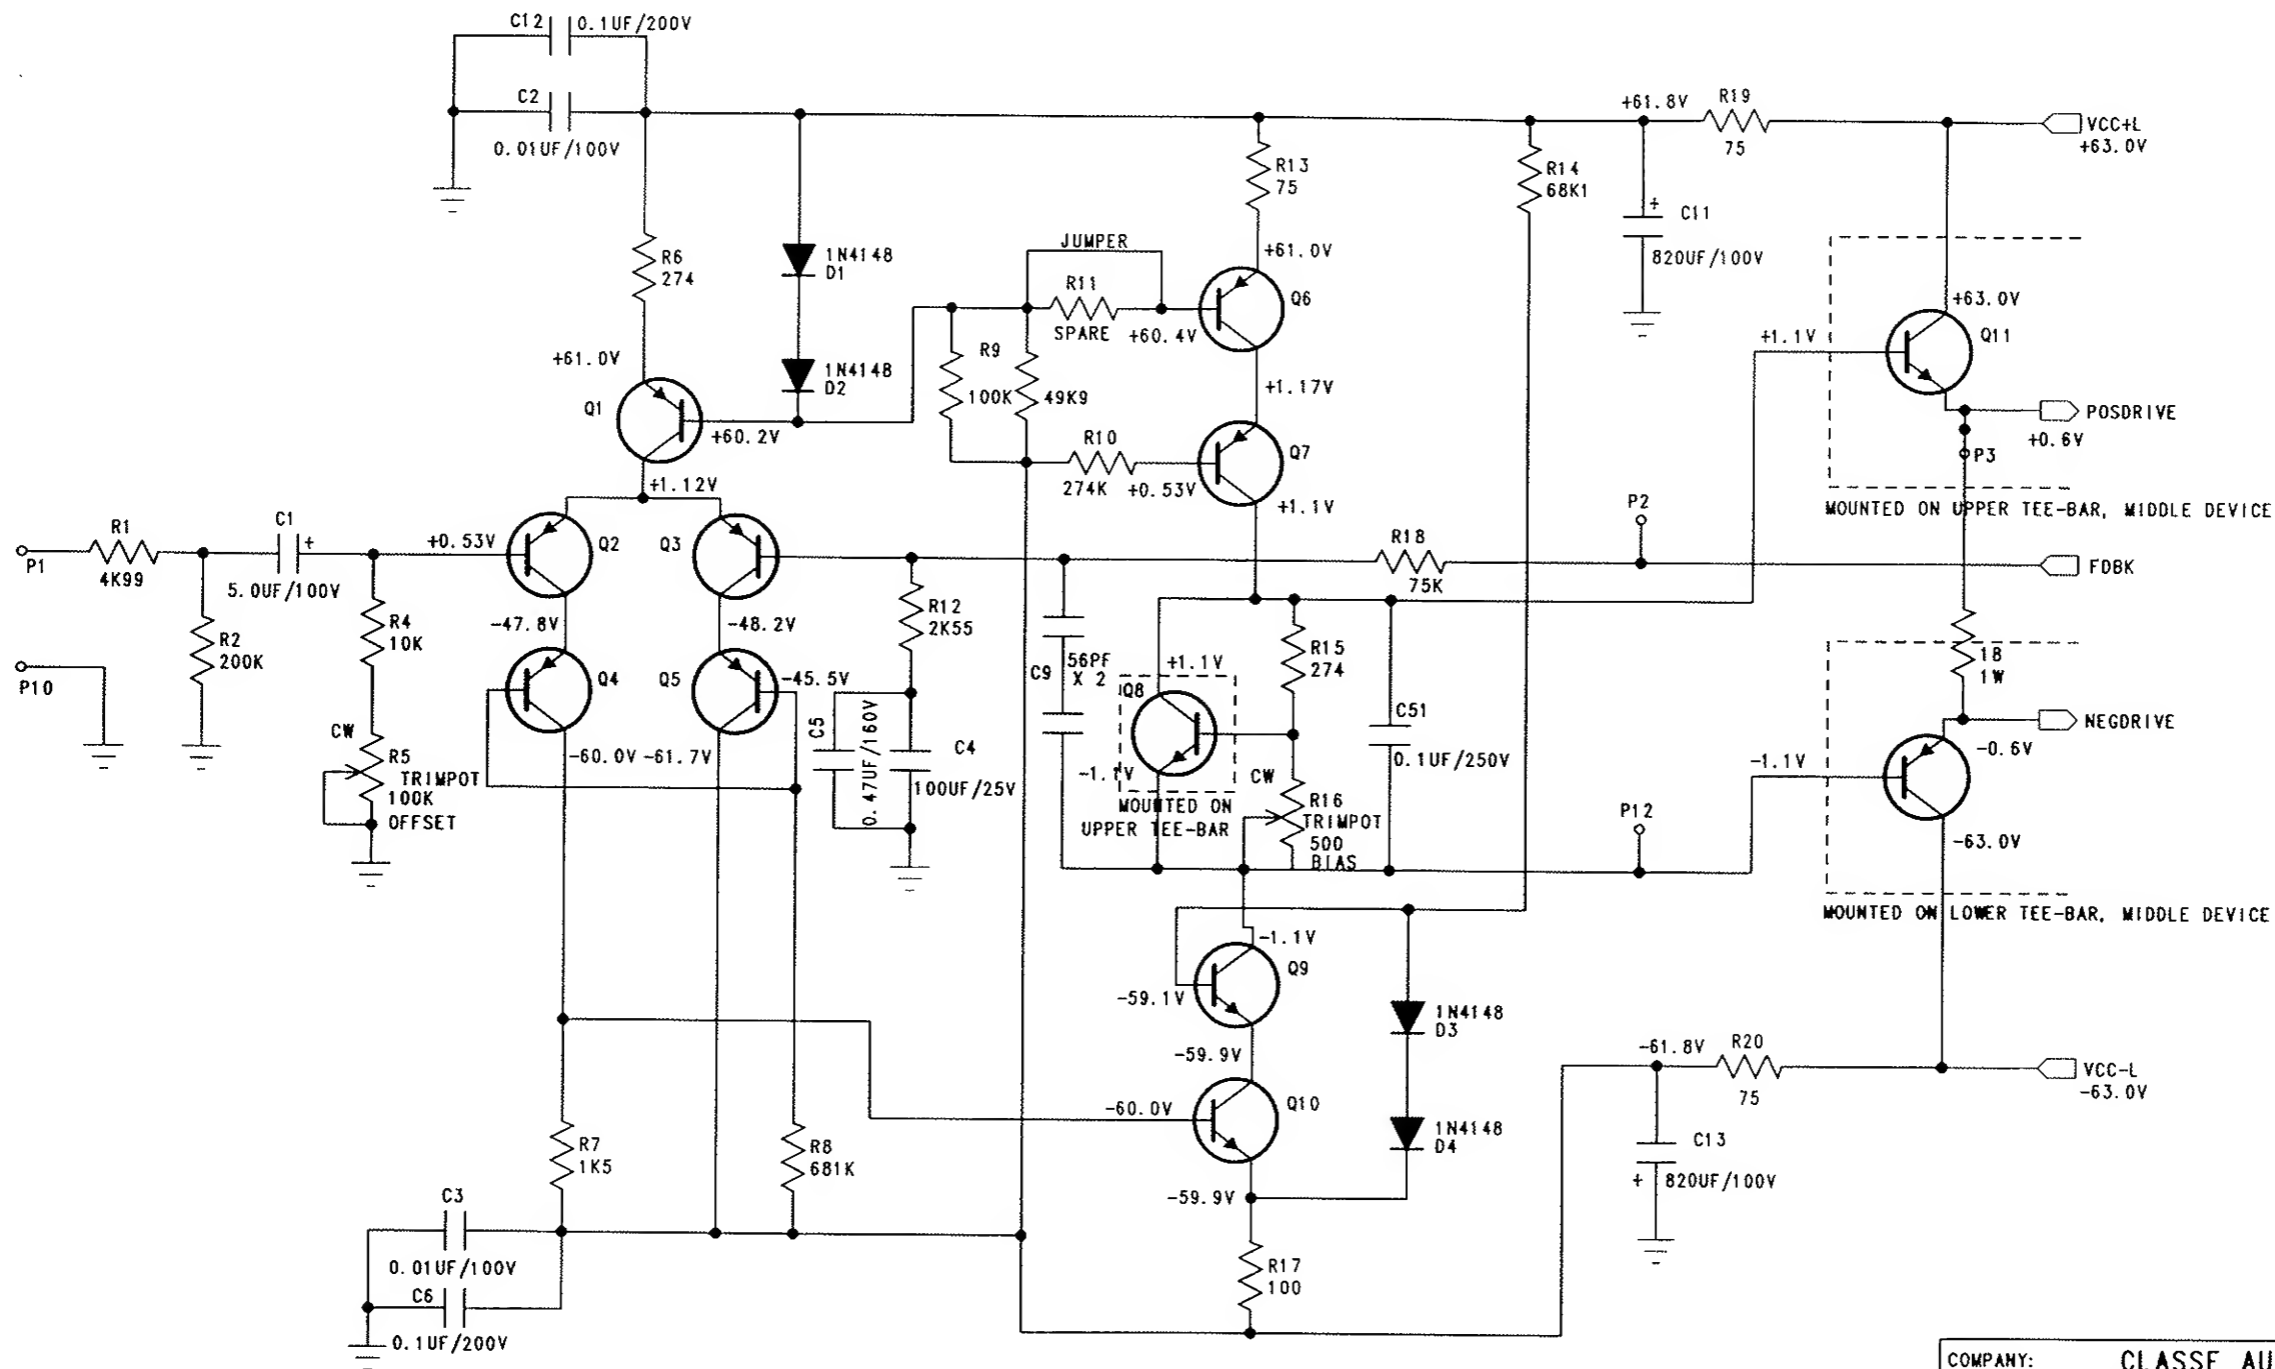 C12
0.1UF/200V
C2
0.01UF/100V
+61.8V
R19
75
VCC+L
+63.0V
R13
75
R14
68K1
C11
+
820UF/100V
R6
274
1N4148
D1
JUMPER
+61.0V
R11
SPARE
+60.4V
Q6
+63.0V
Q11
+1.1V
+61.0V
1N4148
D2
R9
100K
49K9
+1.17V
Q1
+60.2V
POSDRIVE
+0.6V
P3
R10
274K
+0.53V
Q7
+1.1V
+1.12V
MOUNTED ON UPPER TEE-BAR, MIDDLE DEVICE
P2
R1
4K99
P1
C1
+
5.0UF/100V
+0.53V
Q2
Q3
R18
75K
FDBK
R2
200K
R4
10K
-47.8V
-48.2V
R12
2K55
56PF
X 2
C9
R15
274
+1.1V
Q8
18
1W
P10
Q4
Q5
-45.5V
C5
0.47UF/160V
C4
100UF/25V
C51
0.1UF/250V
NEGDRIVE
-0.6V
CW
R5
TRIMPOT
100K
OFFSET
-60.0V
-61.7V
-1.1V
CW
R16
TRIMPOT
500
BIAS
MOUNTED ON
UPPER TEE-BAR
P12
-1.1V
-63.0V
MOUNTED ON LOWER TEE-BAR, MIDDLE DEVICE
-1.1V
Q9
-59.1V
1N4148
D3
-59.9V
-61.8V
R20
75
VCC-L
-63.0V
-60.0V
Q10
1N4148
D4
C13
+
820UF/100V
R7
1K5
R8
681K
-59.9V
C3
0.01UF/100V
C6
0.1UF/200V
R17
100
COMPANY:
CLASSE AU